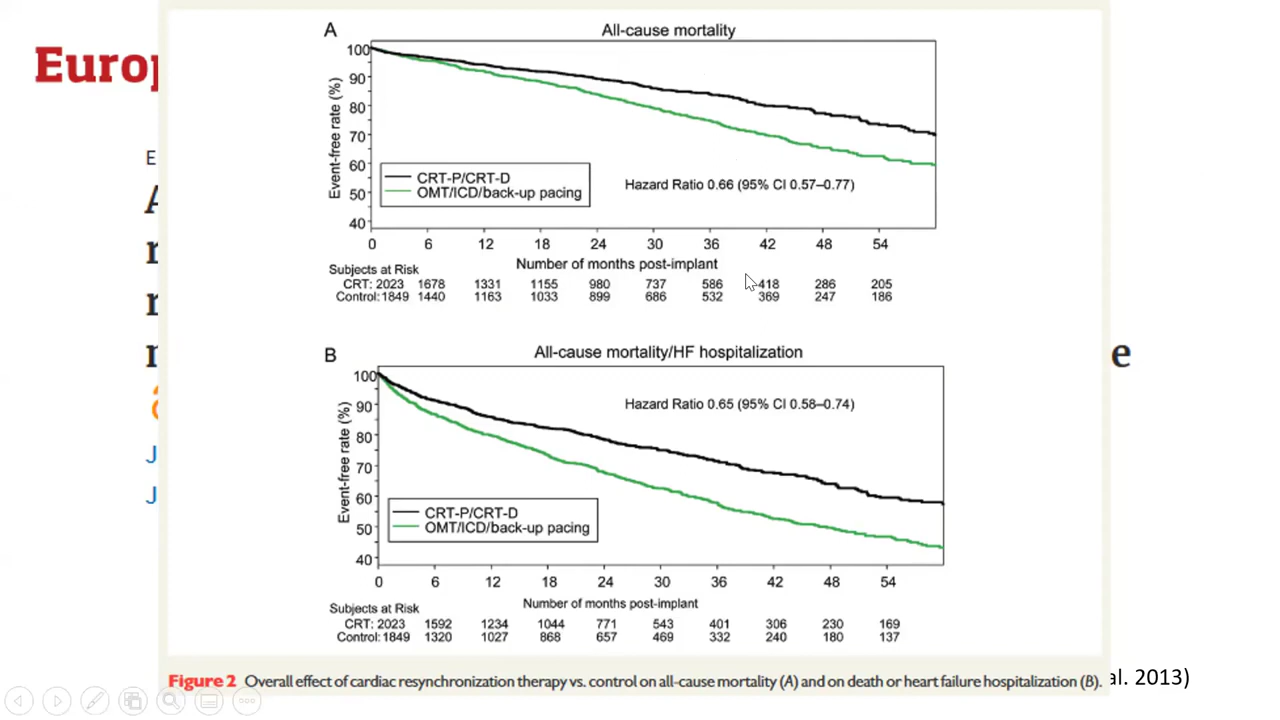 Europ
E
A
All-cause mortality
100
90
80
70
60
50
40
Event-free rate (%)
CRT-P/CRT-D
OMT/ICD/back-up pacing
Hazard Ratio 0.66 (95% CI 0.57–0.77)
0 6 12 18 24 30 36 42 48 54
Number of months post-implant
Subjects at Risk
CRT: 2023 1678 1331 1155 980 737 586 418 286 205
Control: 1849 1440 1163 1033 899 686 532 369 247 186
B
All-cause mortality/HF hospitalization
100
90
80
70
60
50
40
Event-free rate (%)
Hazard Ratio 0.65 (95% CI 0.58–0.74)
CRT-P/CRT-D
OMT/ICD/back-up pacing
0 6 12 18 24 30 36 42 48 54
Number of months post-implant
Subjects at Risk
CRT: 2023 1592 1234 1044 771 543 401 306 230 169
Control: 1849 1320 1027 868 657 469 332 240 180 137
e
J
J
Figure 2 Overall effect of cardiac resynchronization therapy vs. control on all-cause mortality (A) and on death or heart failure hospitalization (B).
al. 2013)